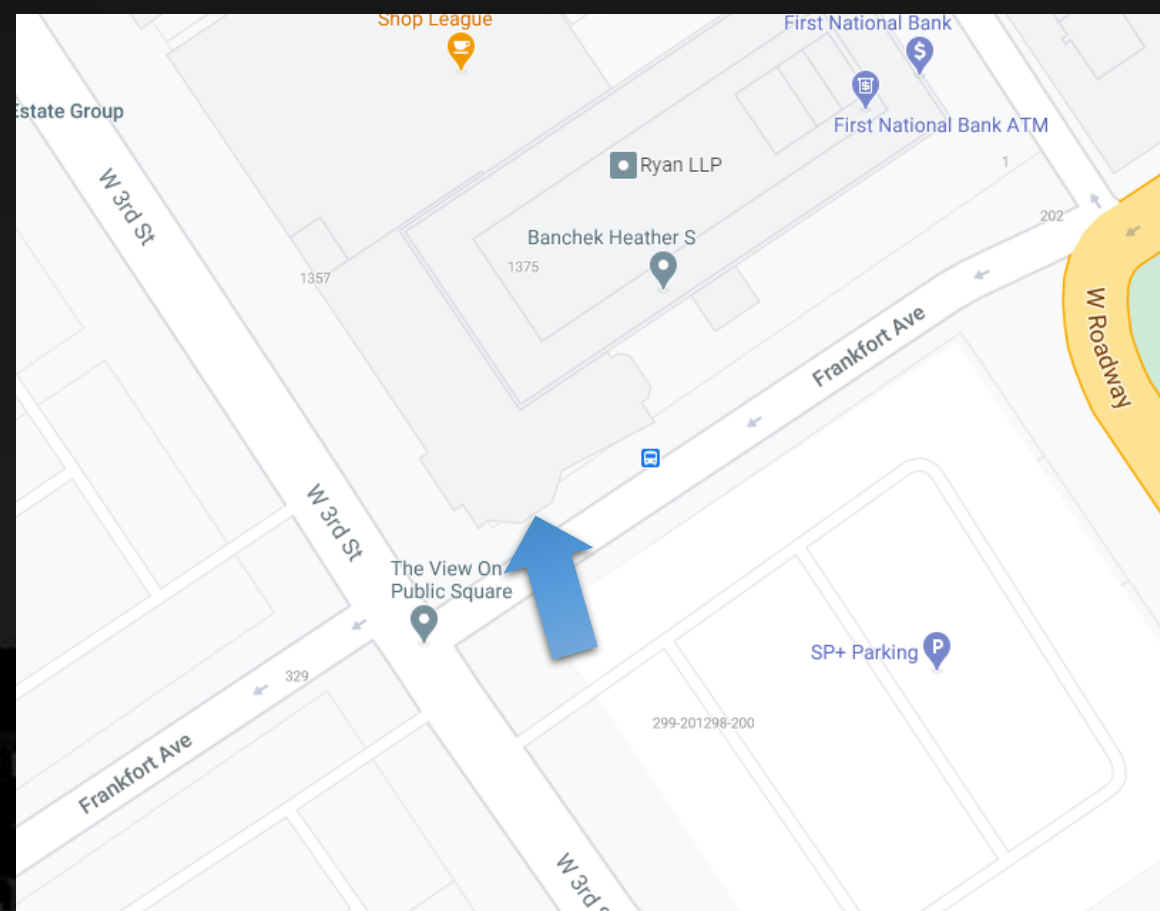 Shop League
First National Bank
$
$
Estate Group
First National Bank ATM
Ryan LLP
1
W 3rd St
202
Banchek Heather S
1375
1357
W Roadway
Frankfort Ave
W 3rd St
The View On
Public Square
P
SP+ Parking
329
299-201298-200
Frankfort Ave
W 3rd S